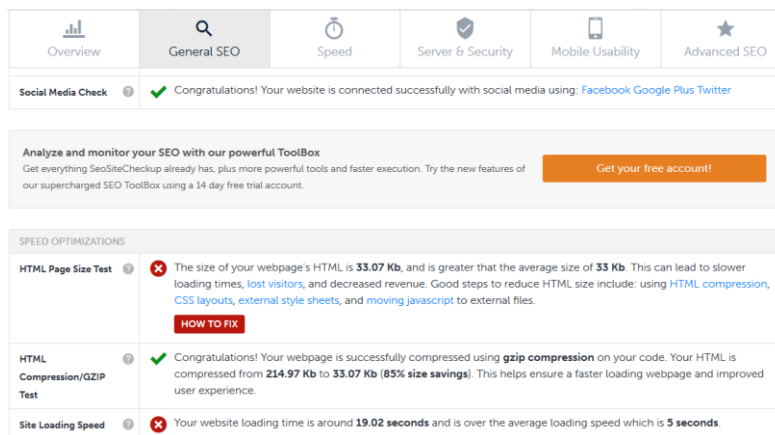 Overview
General SEO
Speed
Server & Security
Mobile Usability
Advanced SEO
Social Media Check ? Congratulations! Your website is connected successfully with social media using: Facebook Google Plus Twitter
Analyze and monitor your SEO with our powerful ToolBox
Get everything SeoSiteCheckup already has, plus more powerful tools and faster execution. Try the new features of
our supercharged SEO ToolBox using a 14 day free trial account.
Get your free account!
SPEED OPTIMIZATIONS
HTML Page Size Test ? The size of your webpage's HTML is 33.07 Kb, and is greater that the average size of 33 Kb. This can lead to slower
loading times, lost visitors, and decreased revenue. Good steps to reduce HTML size include: using HTML compression,
CSS layouts, external style sheets, and moving javascript to external files.
HOW TO FIX
HTML
Compression/GZIP
Test
? Congratulations! Your webpage is successfully compressed using gzip compression on your code. Your HTML is
compressed from 214.97 Kb to 33.07 Kb (85% size savings). This helps ensure a faster loading webpage and improved
user experience.
Site Loading Speed ? Your website loading time is around 19.02 seconds and is over the average loading speed which is 5 seconds.